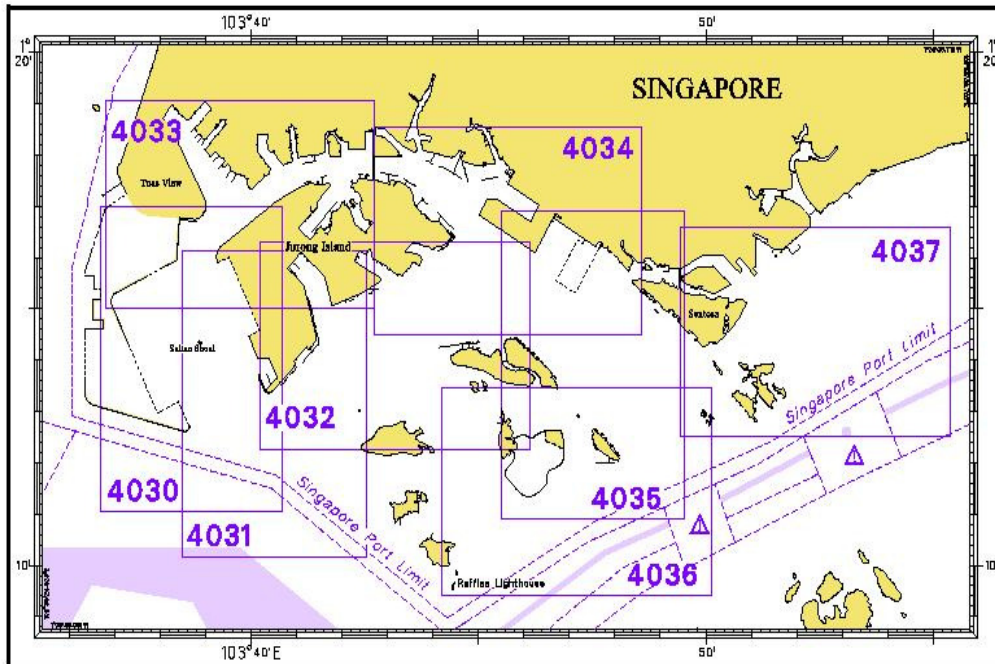 103°40' 50'
1° 20'
1° 20'
SINGAPORE
4033
4034
Tuas View
Jurong Island
4037
Sentosa
Sultan Shoal
Singapore Port Limit
4032
4030
4035
4031
Singapore Port Limit
4036
10'
10'
Raffles Lighthouse
103°40'E 50'